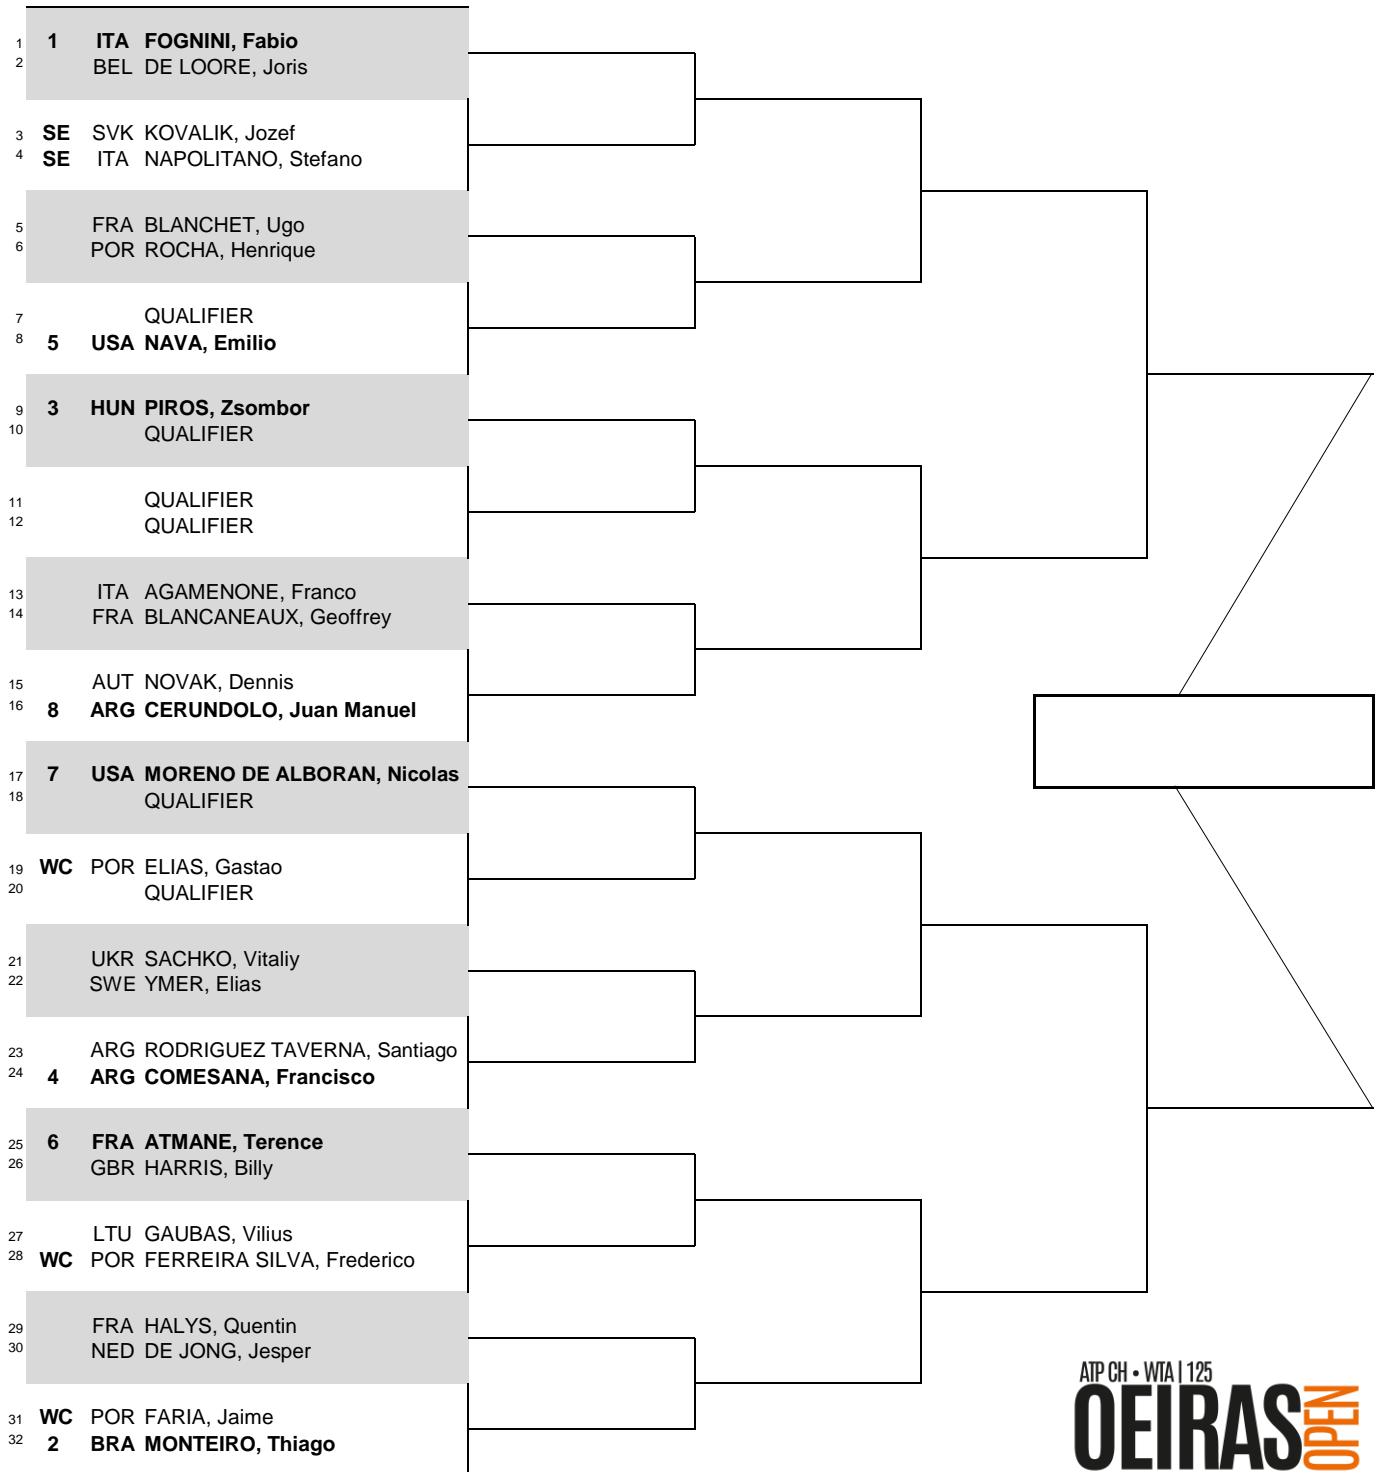 1 1 ITA FOGNINI, Fabio
2 BEL DE LOORE, Joris
3 SE SVK KOVALIK, Jozef
4 SE ITA NAPOLITANO, Stefano
5 FRA BLANCHET, Ugo
6 POR ROCHA, Henrique
7 QUALIFIER
8 5 USA NAVA, Emilio
9 3 HUN PIROS, Zsombor
10 QUALIFIER
11 QUALIFIER
12 QUALIFIER
13 ITA AGAMENONE, Franco
14 FRA BLANCANEAUX, Geoffrey
15 AUT NOVAK, Dennis
16 8 ARG CERUNDOLO, Juan Manuel
17 7 USA MORENO DE ALBORAN, Nicolas
18 QUALIFIER
19 WC POR ELIAS, Gastao
20 QUALIFIER
21 UKR SACHKO, Vitaliy
22 SWE YMER, Elias
23 ARG RODRIGUEZ TAVERNA, Santiago
24 4 ARG COMESANA, Francisco
25 6 FRA ATMANE, Terence
26 GBR HARRIS, Billy
27 LTU GAUBAS, Vilius
28 WC POR FERREIRA SILVA, Frederico
29 FRA HALYS, Quentin
30 NED DE JONG, Jesper
31 WC POR FARIA, Jaime
32 2 BRA MONTEIRO, Thiago
ATP CH • WTA | 125
OEIRAS OPEN